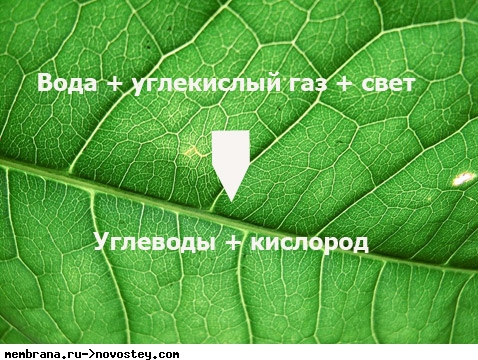 Вода + углекислый газ + свет
Углеводы + кислород
membrana.ru->novostey.com